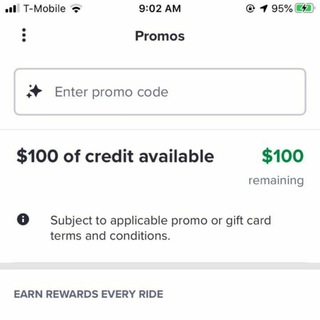 T-Mobile 9:02 AM 95%
Promos
Enter promo code
$100 of credit available $100
remaining
Subject to applicable promo or gift card
terms and conditions.
EARN REWARDS EVERY RIDE